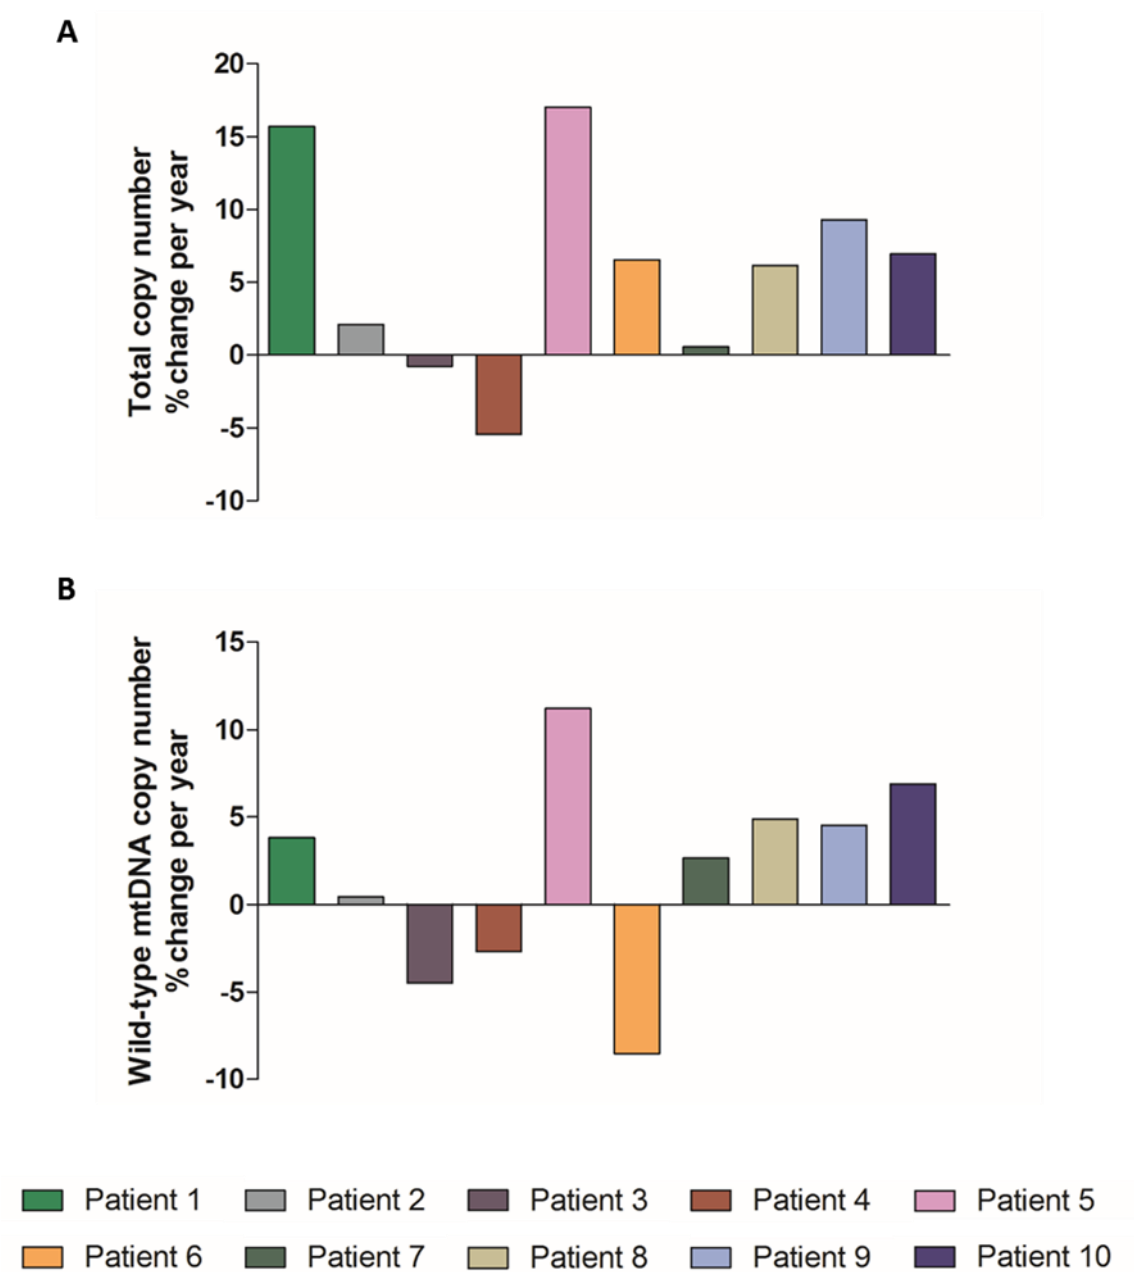 A
Total copy number
% change per year
20
15
10
5
0
-5
-10
B
Wild-type mtDNA copy number
% change per year
15
10
5
0
-5
-10
Patient 1 Patient 2 Patient 3 Patient 4 Patient 5
Patient 6 Patient 7 Patient 8 Patient 9 Patient 10